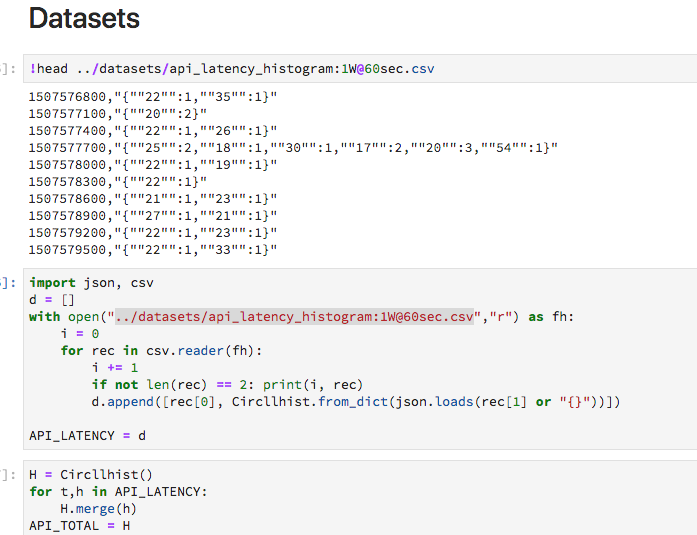 Datasets
]: !head ../datasets/api_latency_histogram:1W@60sec.csv
1507576800,"{""22"":1,""35"":1}"
1507577100,"{""20"":2}"
1507577400,"{""22"":1,""26"":1}"
1507577700,"{""25"":2,""18"":1,""30"":1,""17"":2,""20"":3,""54"":1}"
1507578000,"{""22"":1,""19"":1}"
1507578300,"{""22"":1}"
1507578600,"{""21"":1,""23"":1}"
1507578900,"{""27"":1,""21"":1}"
1507579200,"{""22"":1,""23"":1}"
1507579500,"{""22"":1,""33"":1}"
]: import json, csv
d = []
with open("../datasets/api_latency_histogram:1W@60sec.csv","r") as fh:
    i = 0
    for rec in csv.reader(fh):
        i += 1
        if not len(rec) == 2: print(i, rec)
        d.append([rec[0], Circllhist.from_dict(json.loads(rec[1] or "{}"))])
API_LATENCY = d
]: H = Circllhist()
for t,h in API_LATENCY:
    H.merge(h)
API_TOTAL = H